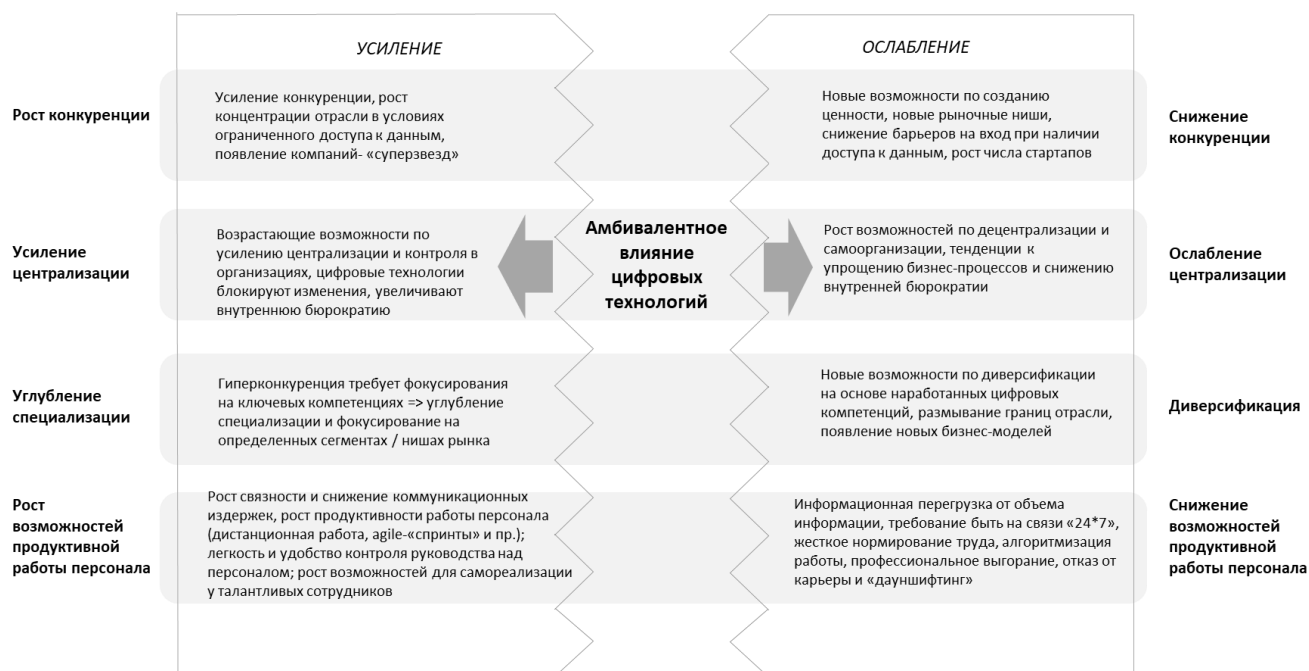 УСИЛЕНИЕ
ОСЛАБЛЕНИЕ
Рост конкуренции
Усиление конкуренции, рост
концентрации отрасли в условиях
ограниченного доступа к данным,
появление компаний- «суперзвезд»
Новые возможности по созданию
ценности, новые рыночные ниши,
снижение барьеров на вход при наличии
доступа к данным, рост числа стартапов
Снижение
конкуренции
Усиление
централизации
Возрастающие возможности по
усилению централизации и контроля в
организациях, цифровые технологии
блокируют изменения, увеличивают
внутреннюю бюрократию
Амбивалентное
влияние
цифровых
технологий
Рост возможностей по децентрализации и
самоорганизации, тенденции к
упрощению бизнес-процессов и снижению
внутренней бюрократии
Ослабление
централизации
Углубление
специализации
Гиперконкуренция требует фокусирования
на ключевых компетенциях => углубление
специализации и фокусирование на
определенных сегментах / нишах рынка
Новые возможности по диверсификации
на основе наработанных цифровых
компетенций, размывание границ отрасли,
появление новых бизнес-моделей
Диверсификация
Рост
возможностей
продуктивной
работы персонала
Рост связности и снижение коммуникационных
издержек, рост продуктивности работы персонала
(дистанционная работа, agile-«спринты» и пр.);
легкость и удобство контроля руководства над
персоналом; рост возможностей для самореализации
у талантливых сотрудников
Информационная перегрузка от объема
информации, требование быть на связи «24*7»,
жесткое нормирование труда, алгоритмизация
работы, профессиональное выгорание, отказ от
карьеры и «дауншифтинг»
Снижение
возможностей
продуктивной
работы персонала